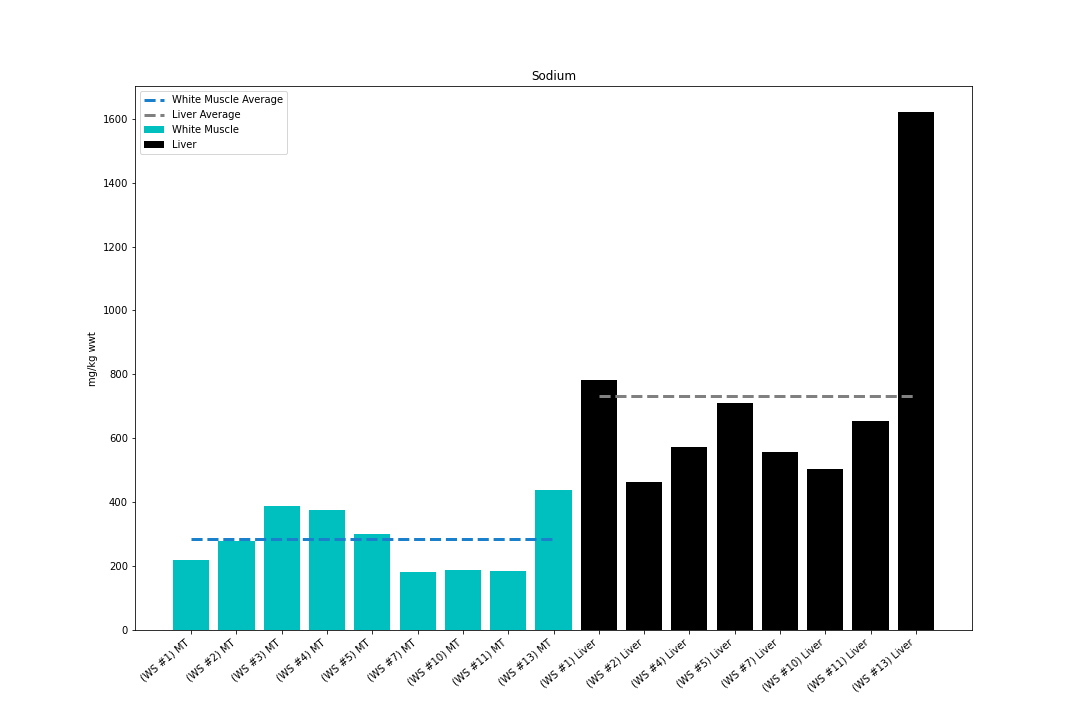 Sodium
White Muscle Average
Liver Average
White Muscle
Liver
mg/kg wwt
1600
1400
1200
1000
800
600
400
200
0
(WS #1) MT
(WS #2) MT
(WS #3) MT
(WS #4) MT
(WS #5) MT
(WS #7) MT
(WS #10) MT
(WS #11) MT
(WS #13) MT
(WS #1) Liver
(WS #2) Liver
(WS #4) Liver
(WS #5) Liver
(WS #7) Liver
(WS #10) Liver
(WS #11) Liver
(WS #13) Liver